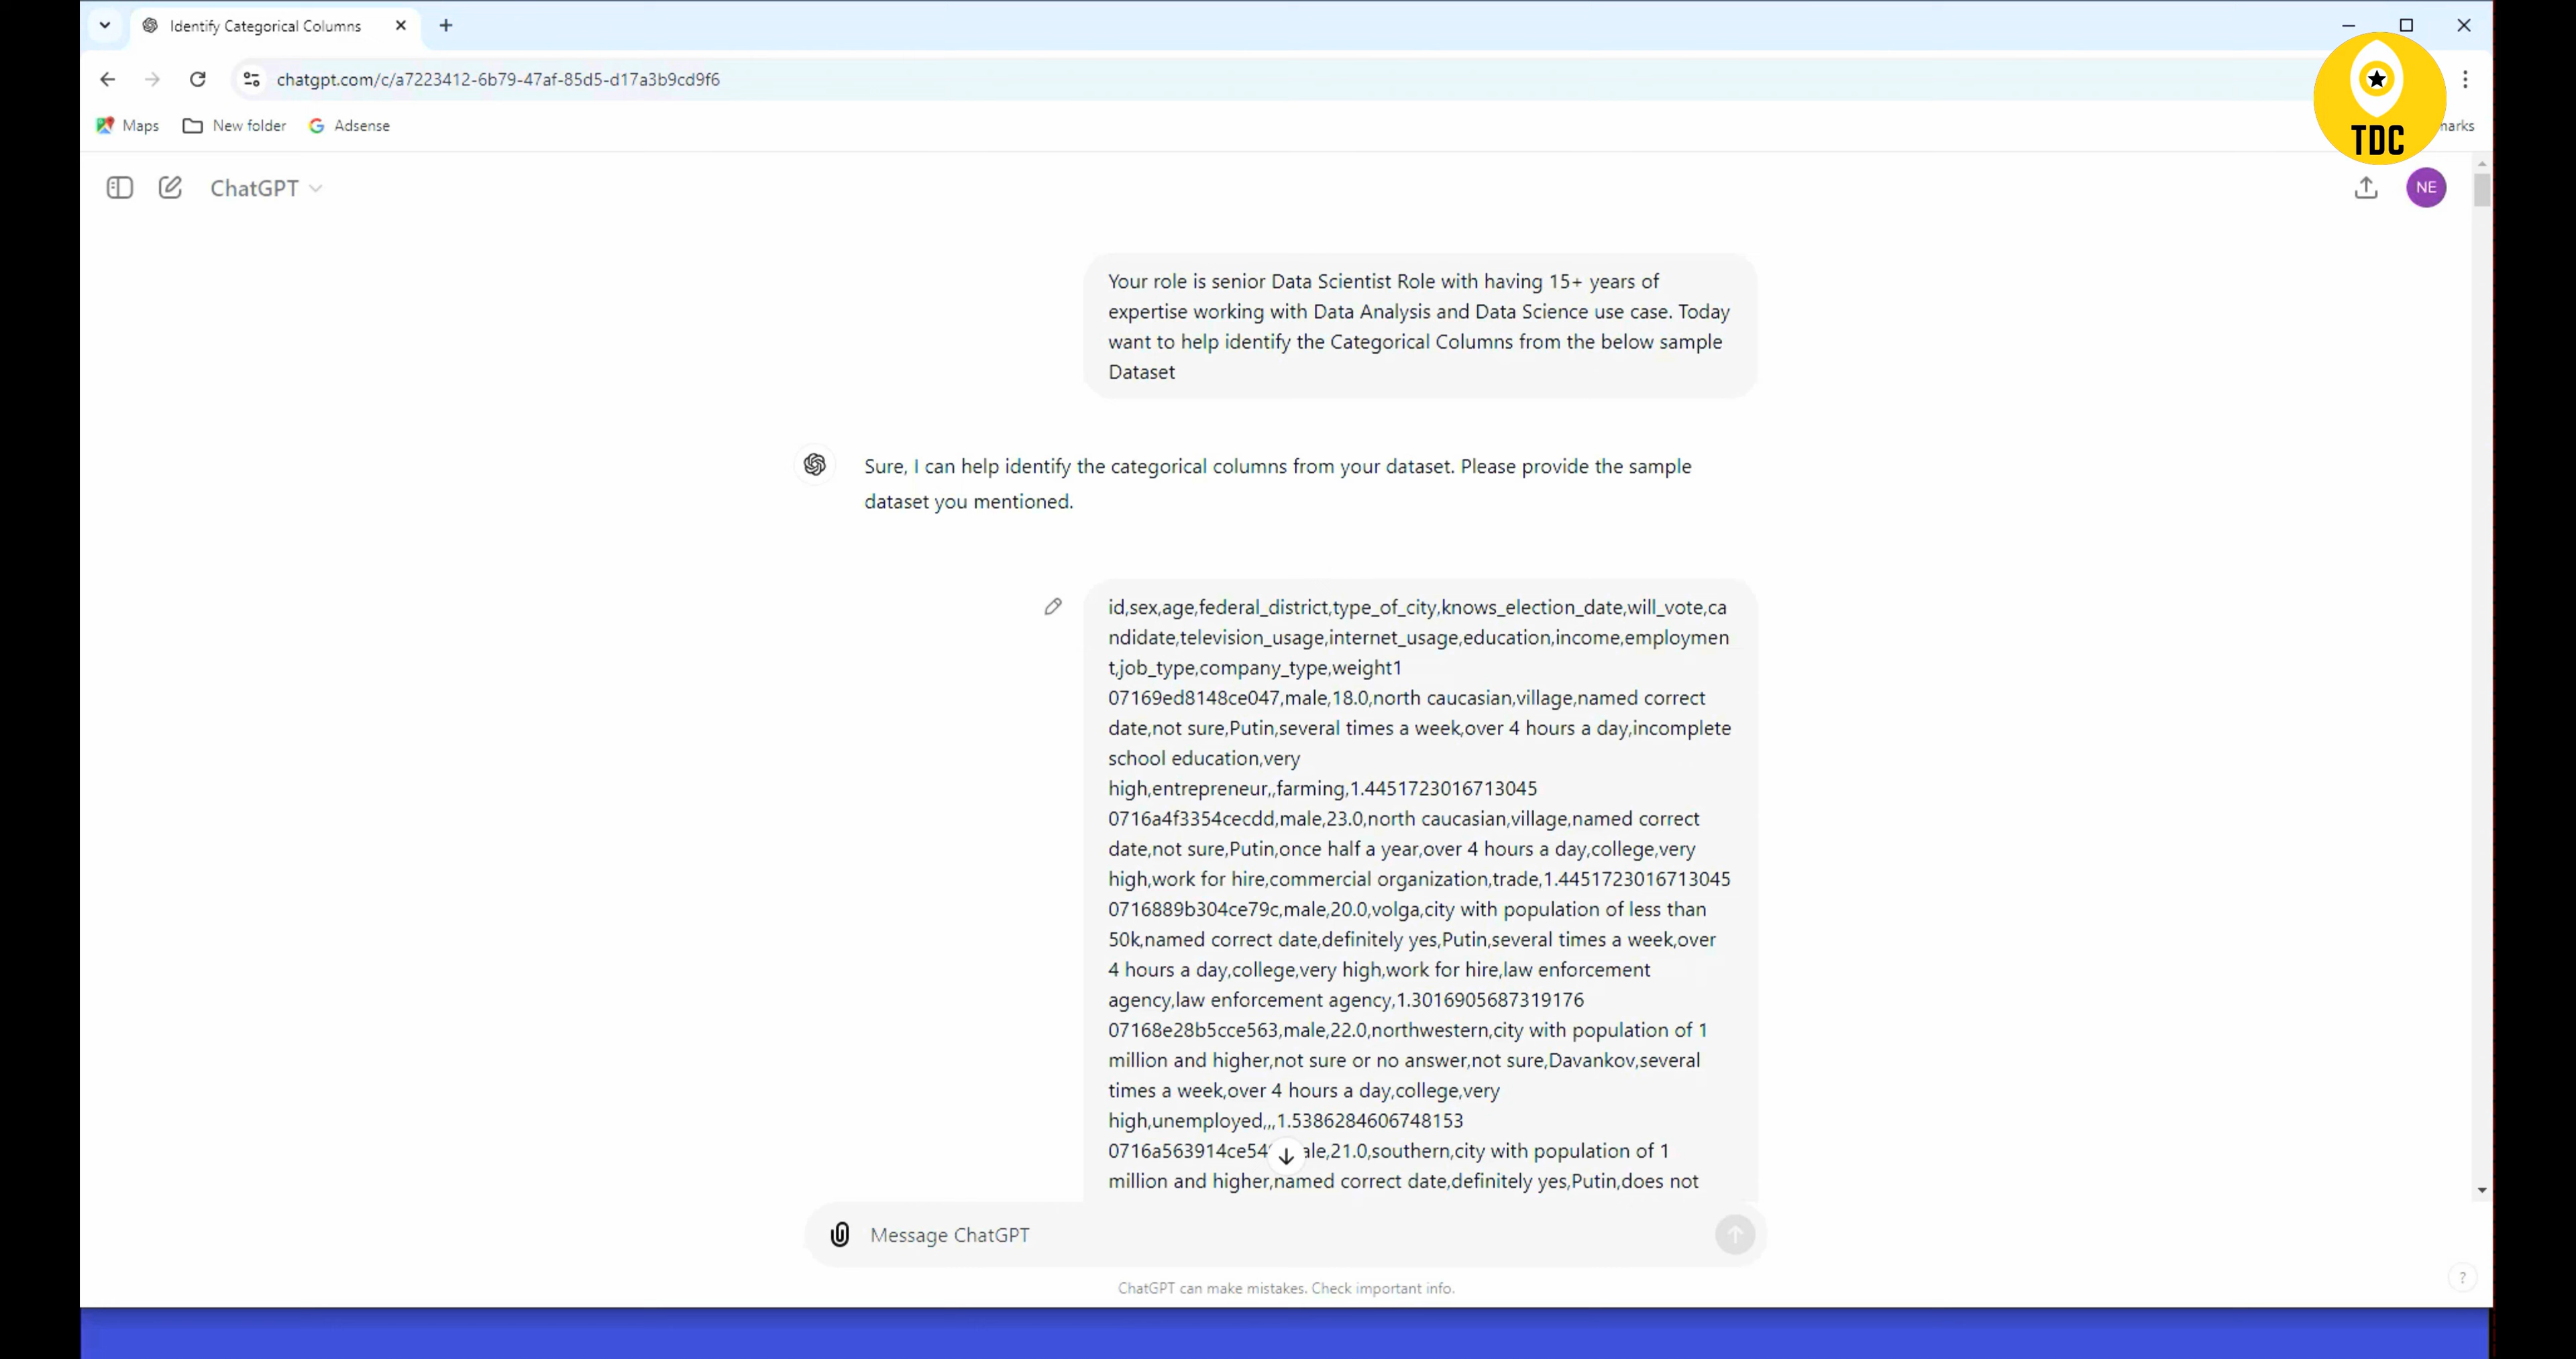 Identify Categorical Columns
chatgpt.com/c/a7223412-6b79-47af-85d5-d17a3b9cd9f6
Maps New folder Adsense marks
TDC
ChatGPT
NE
Your role is senior Data Scientist Role with having 15+ years of
expertise working with Data Analysis and Data Science use case. Today
want to help identify the Categorical Columns from the below sample
Dataset
Sure, I can help identify the categorical columns from your dataset. Please provide the sample
dataset you mentioned.
id,sex,age,federal_district,type_of_city,knows_election_date,will_vote,ca
ndidate,television_usage,internet_usage,education,income,employmen
t,job_type,company_type,weight1
07169ed8148ce047,male,18.0,north caucasian,village,named correct
date,not sure,Putin,several times a week,over 4 hours a day,incomplete
school education,very
high,entrepreneur,,farming,1.4451723016713045
0716a4f3354cecdd,male,23.0,north caucasian,village,named correct
date,not sure,Putin,once half a year,over 4 hours a day,college,very
high,work for hire,commercial organization,trade,1.4451723016713045
0716889b304ce79c,male,20.0,volga,city with population of less than
50k,named correct date,definitely yes,Putin,several times a week,over
4 hours a day,college,very high,work for hire,law enforcement
agency,law enforcement agency,1.3016905687319176
07168e28b5cce563,male,22.0,northwestern,city with population of 1
million and higher,not sure or no answer,not sure,Davankov,several
times a week,over 4 hours a day,college,very
high,unemployed,,,1.5386284606748153
0716a563914ce54 ale,21.0,southern,city with population of 1
million and higher,named correct date,definitely yes,Putin,does not
Message ChatGPT
ChatGPT can make mistakes. Check important info.
?